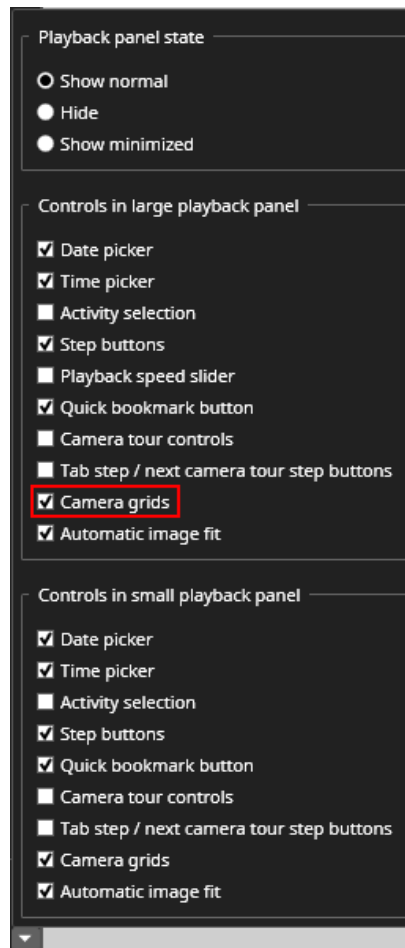 Playback panel state
Show normal
Hide
Show minimized
Controls in large playback panel
Date picker
Time picker
Activity selection
Step buttons
Playback speed slider
Quick bookmark button
Camera tour controls
Tab step / next camera tour step buttons
Camera grids
Automatic image fit
Controls in small playback panel
Date picker
Time picker
Activity selection
Step buttons
Quick bookmark button
Camera tour controls
Tab step / next camera tour step buttons
Camera grids
Automatic image fit